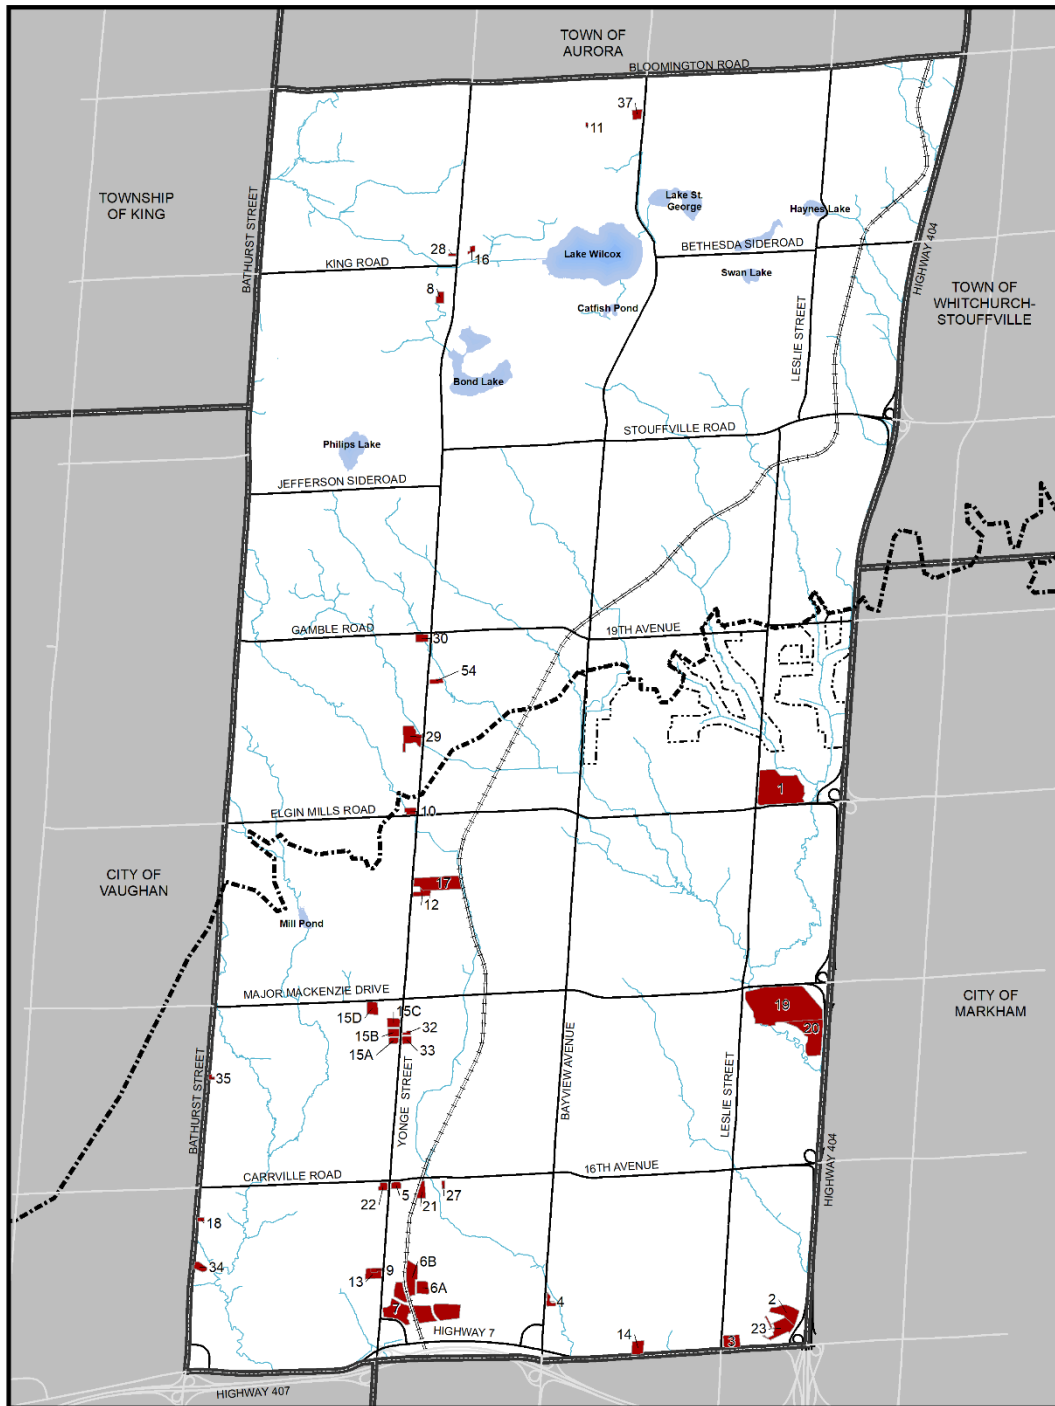 TOWN OF
AURORA
BLOOMINGTON ROAD
37
11
TOWNSHIP
OF KING
BATHURST STREET
Lake St.
George
Haynes Lake
28
16
KING ROAD
Lake Wilcox
BETHESDA SIDEROAD
HIGHWAY 404
Swan Lake
8
Catfish Pond
TOWN OF
WHITCHURCH-
STOUFFVILLE
LESLIE STREET
Bond Lake
STOUFFVILLE ROAD
Philips Lake
JEFFERSON SIDEROAD
GAMBLE ROAD
30
19TH AVENUE
54
29
1
ELGIN MILLS ROAD
10
CITY OF
VAUGHAN
17
12
Mill Pond
MAJOR MACKENZIE DRIVE
15D
15C
15B
32
15A
33
19
20
CITY OF
MARKHAM
BATHURST STREET
35
YONGE STREET
BAYVIEW AVENUE
LESLIE STREET
HIGHWAY 404
CARRVILLE ROAD
16TH AVENUE
22
5
21
27
18
34
13
9
6B
6A
7
4
2
23
HIGHWAY 7
14
3
HIGHWAY 407